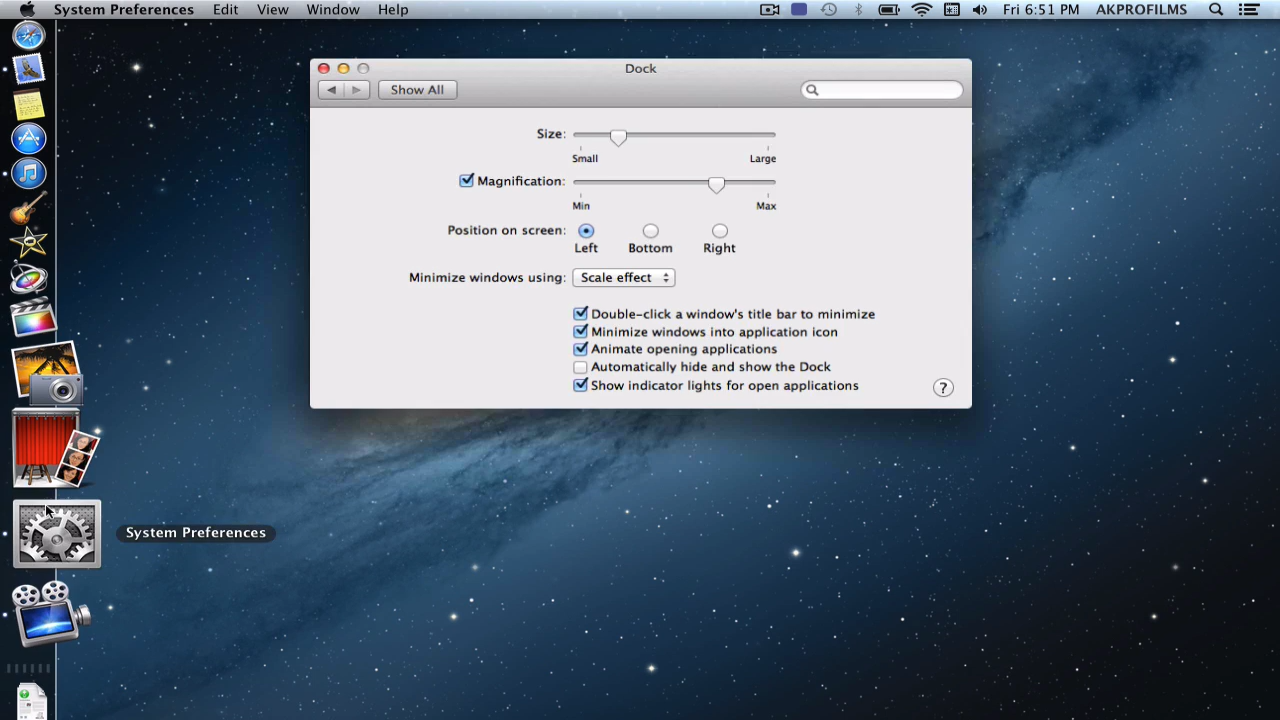 System Preferences Edit View Window Help Fri 6:51 PM AKPROFILMS
Dock
Show All
Size:
Small Large
Magnification:
Min Max
Position on screen:
Left Bottom Right
Minimize windows using: Scale effect
Double-click a window's title bar to minimize
Minimize windows into application icon
Animate opening applications
Automatically hide and show the Dock
Show indicator lights for open applications
?
System Preferences